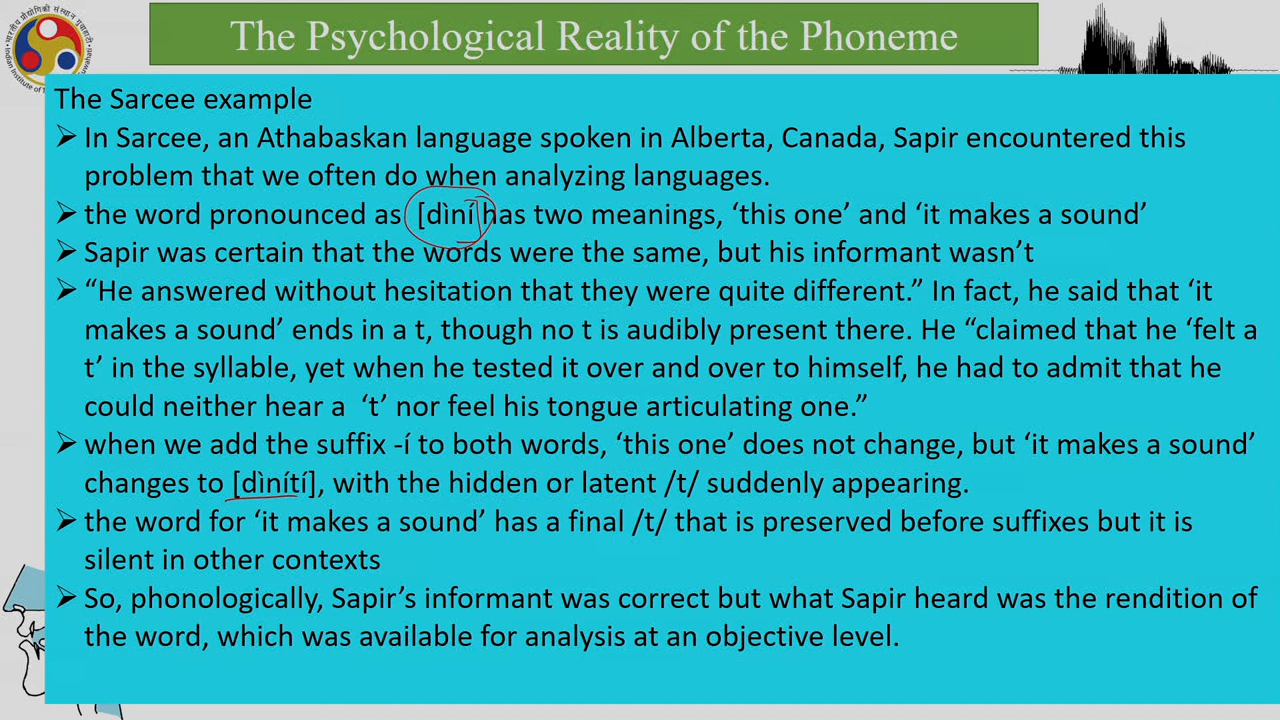 The Psychological Reality of the Phoneme
The Sarcee example
➢ In Sarcee, an Athabaskan language spoken in Alberta, Canada, Sapir encountered this
problem that we often do when analyzing languages.
➢ the word pronounced as [dìní] has two meanings, ‘this one’ and ‘it makes a sound’
➢ Sapir was certain that the words were the same, but his informant wasn’t
➢ “He answered without hesitation that they were quite different.” In fact, he said that ‘it
makes a sound’ ends in a t, though no t is audibly present there. He “claimed that he ‘felt a
t’ in the syllable, yet when he tested it over and over to himself, he had to admit that he
could neither hear a ‘t’ nor feel his tongue articulating one.”
➢ when we add the suffix -í to both words, ‘this one’ does not change, but ‘it makes a sound’
changes to [dìnítí], with the hidden or latent /t/ suddenly appearing.
➢ the word for ‘it makes a sound’ has a final /t/ that is preserved before suffixes but it is
silent in other contexts
➢ So, phonologically, Sapir’s informant was correct but what Sapir heard was the rendition of
the word, which was available for analysis at an objective level.